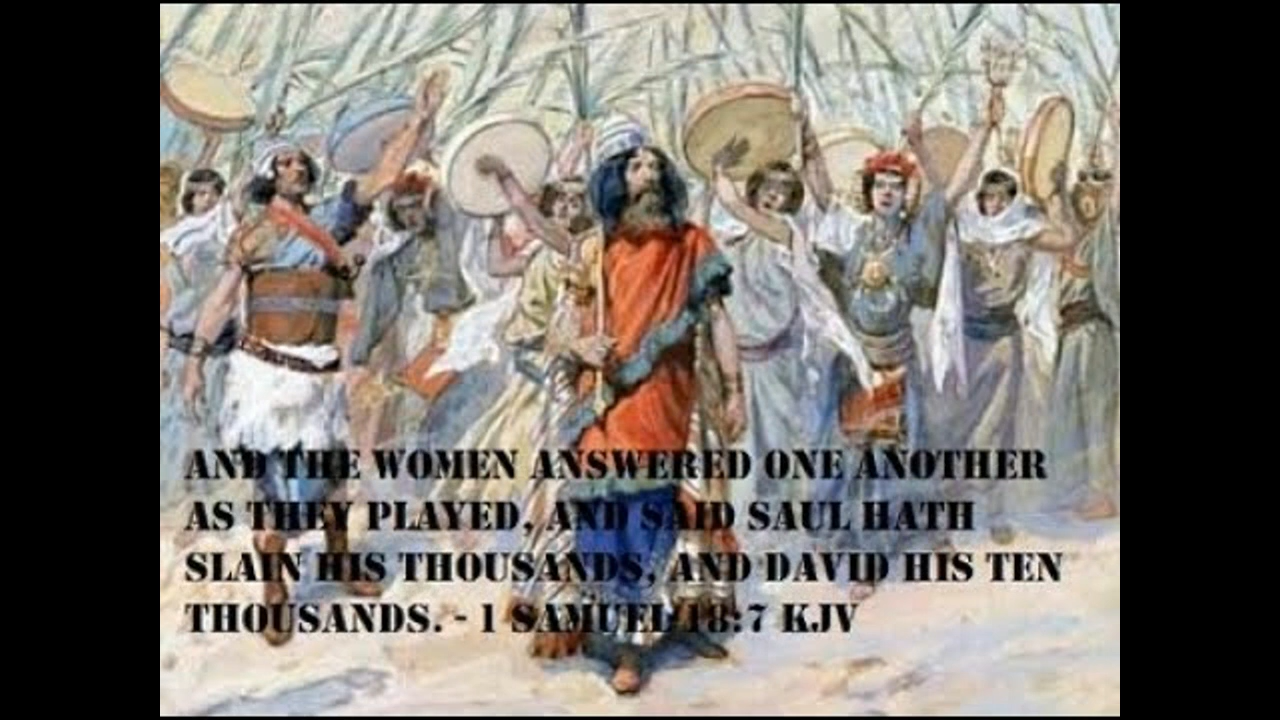 AND THE WOMEN ANSWERED ONE ANOTHER
AS THEY PLAYED, AND SAID SAUL HATH
SLAIN HIS THOUSANDS, AND DAVID HIS TEN
THOUSANDS. - 1 SAMUEL 18:7 KJV